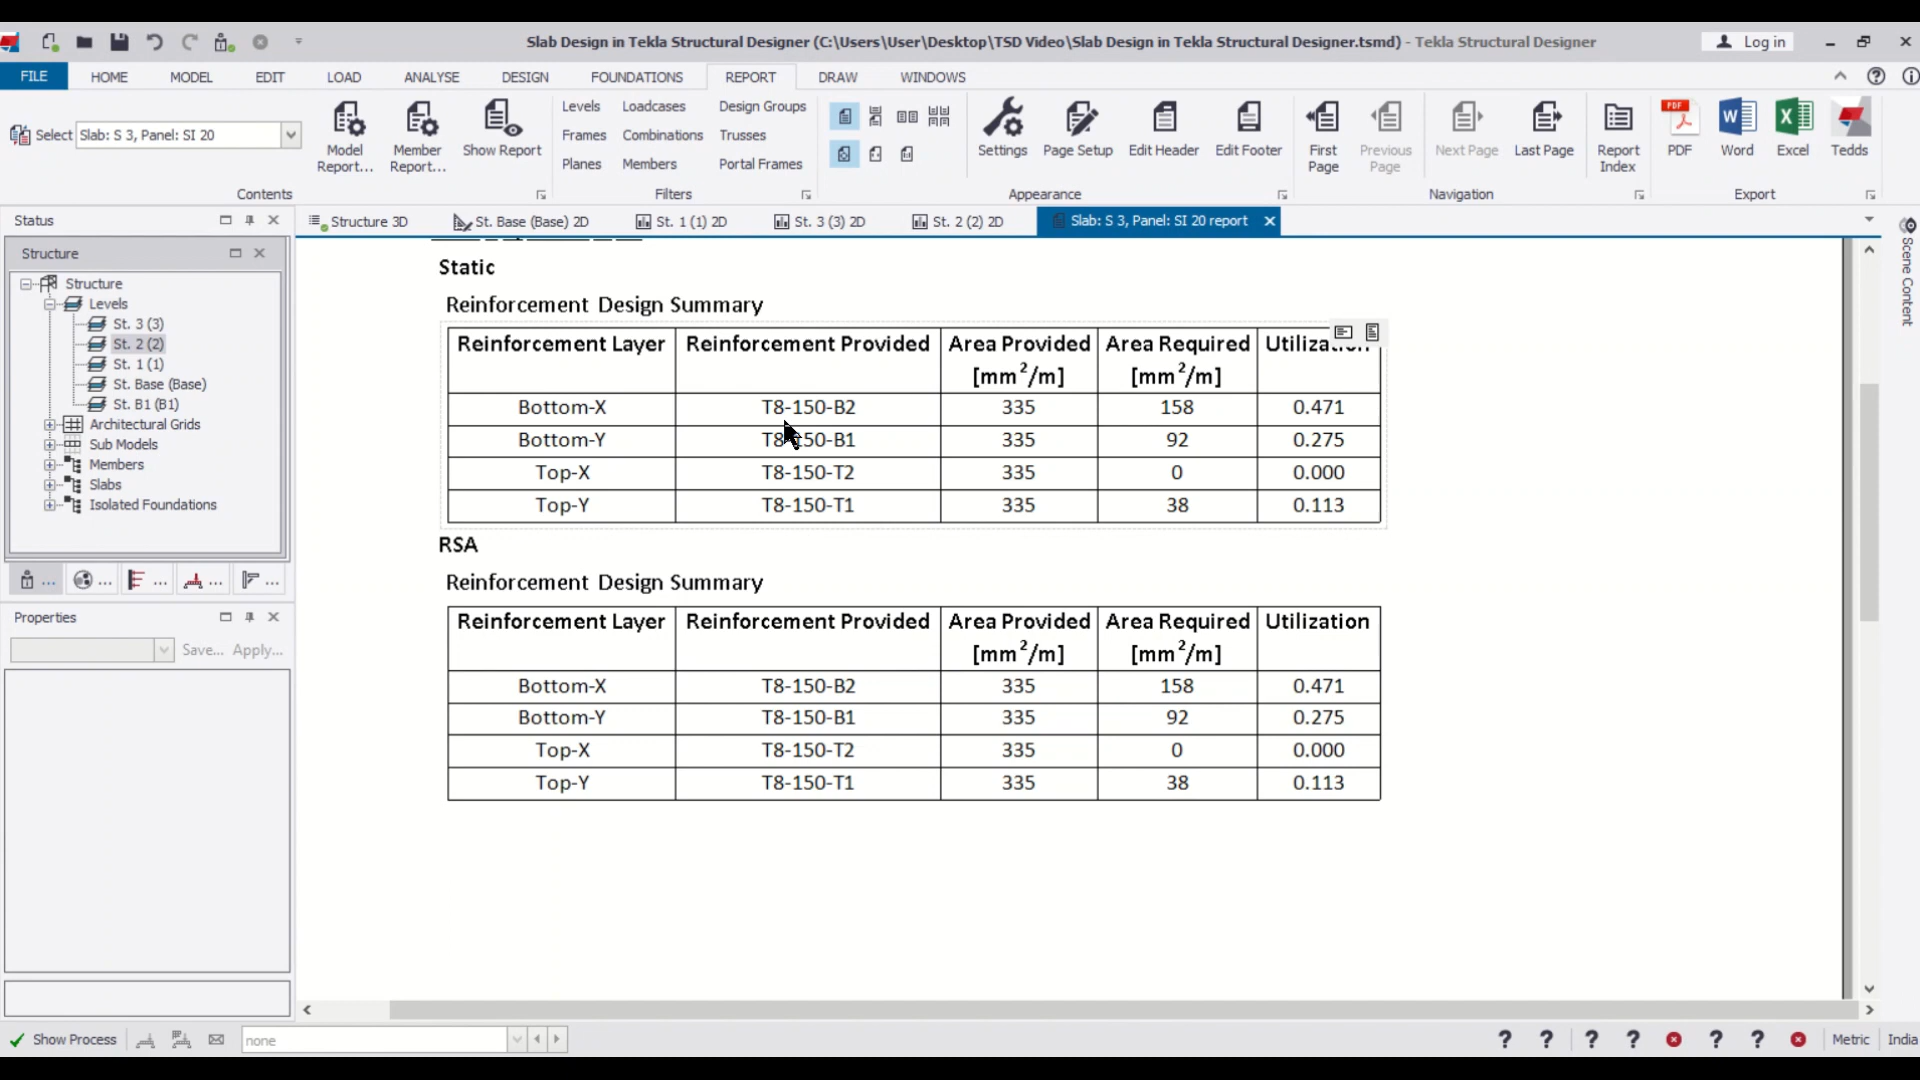 Slab Design in Tekla Structural Designer (C:\Users\User\Desktop\TSD Video\Slab Design in Tekla Structural Designer.tsmd) - Tekla Structural Designer
Log in
FILE HOME MODEL EDIT LOAD ANALYSE DESIGN FOUNDATIONS REPORT DRAW WINDOWS
Select Slab: S 3, Panel: SI 20
Model Report...
Member Report...
Show Report
Levels Loadcases Design Groups
Frames Combinations Trusses
Planes Members Portal Frames
Settings
Page Setup
Edit Header
Edit Footer
First Page
Previous Page
Next Page
Last Page
Report Index
PDF
Word
Excel
Tedds
Contents Filters Appearance Navigation Export
Status
Structure 3D St. Base (Base) 2D St. 1 (1) 2D St. 3 (3) 2D St. 2 (2) 2D Slab: S 3, Panel: SI 20 report
Scene Content
Structure
Structure
Levels
St. 3 (3)
St. 2 (2)
St. 1 (1)
St. Base (Base)
St. B1 (B1)
Architectural Grids
Sub Models
Members
Slabs
Isolated Foundations
Properties
Save... Apply...
Static
Reinforcement Design Summary
Reinforcement Layer Reinforcement Provided Area Provided [mm²/m] Area Required [mm²/m]
Bottom-X T8-150-B2 335 158 0.471
Bottom-Y T8-150-B1 335 92 0.275
Top-X T8-150-T2 335 0 0.000
Top-Y T8-150-T1 335 38 0.113
RSA
Reinforcement Design Summary
Reinforcement Layer Reinforcement Provided Area Provided [mm²/m] Area Required [mm²/m] Utilization
Bottom-X T8-150-B2 335 158 0.471
Bottom-Y T8-150-B1 335 92 0.275
Top-X T8-150-T2 335 0 0.000
Top-Y T8-150-T1 335 38 0.113
Show Process none Metric India